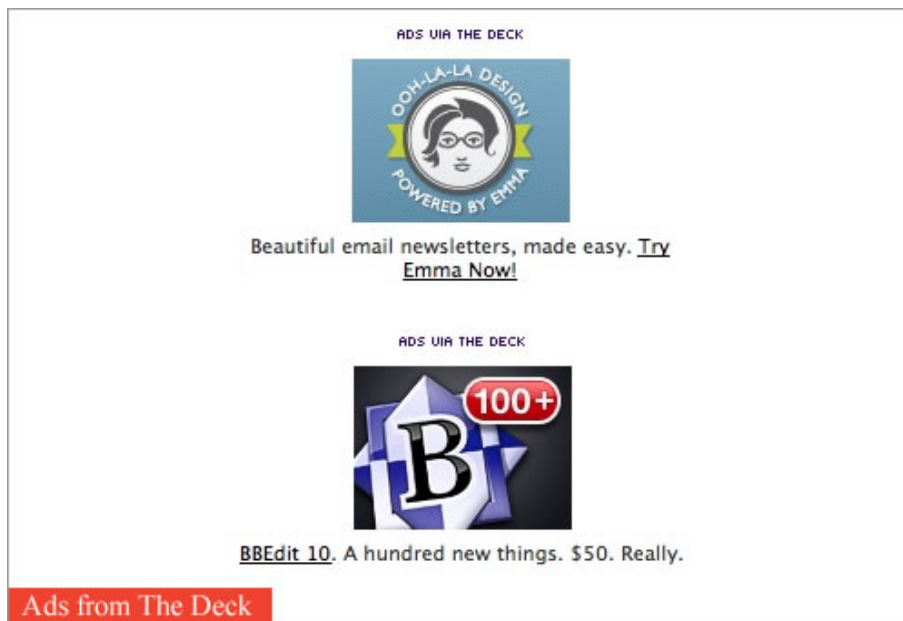 ADS VIA THE DECK
OOH-LA-LA DESIGN
POWERED BY EMMA
Beautiful email newsletters, made easy. Try
Emma Now!
ADS VIA THE DECK
100+
B
BBEdit 10. A hundred new things. $50. Really.
Ads from The Deck